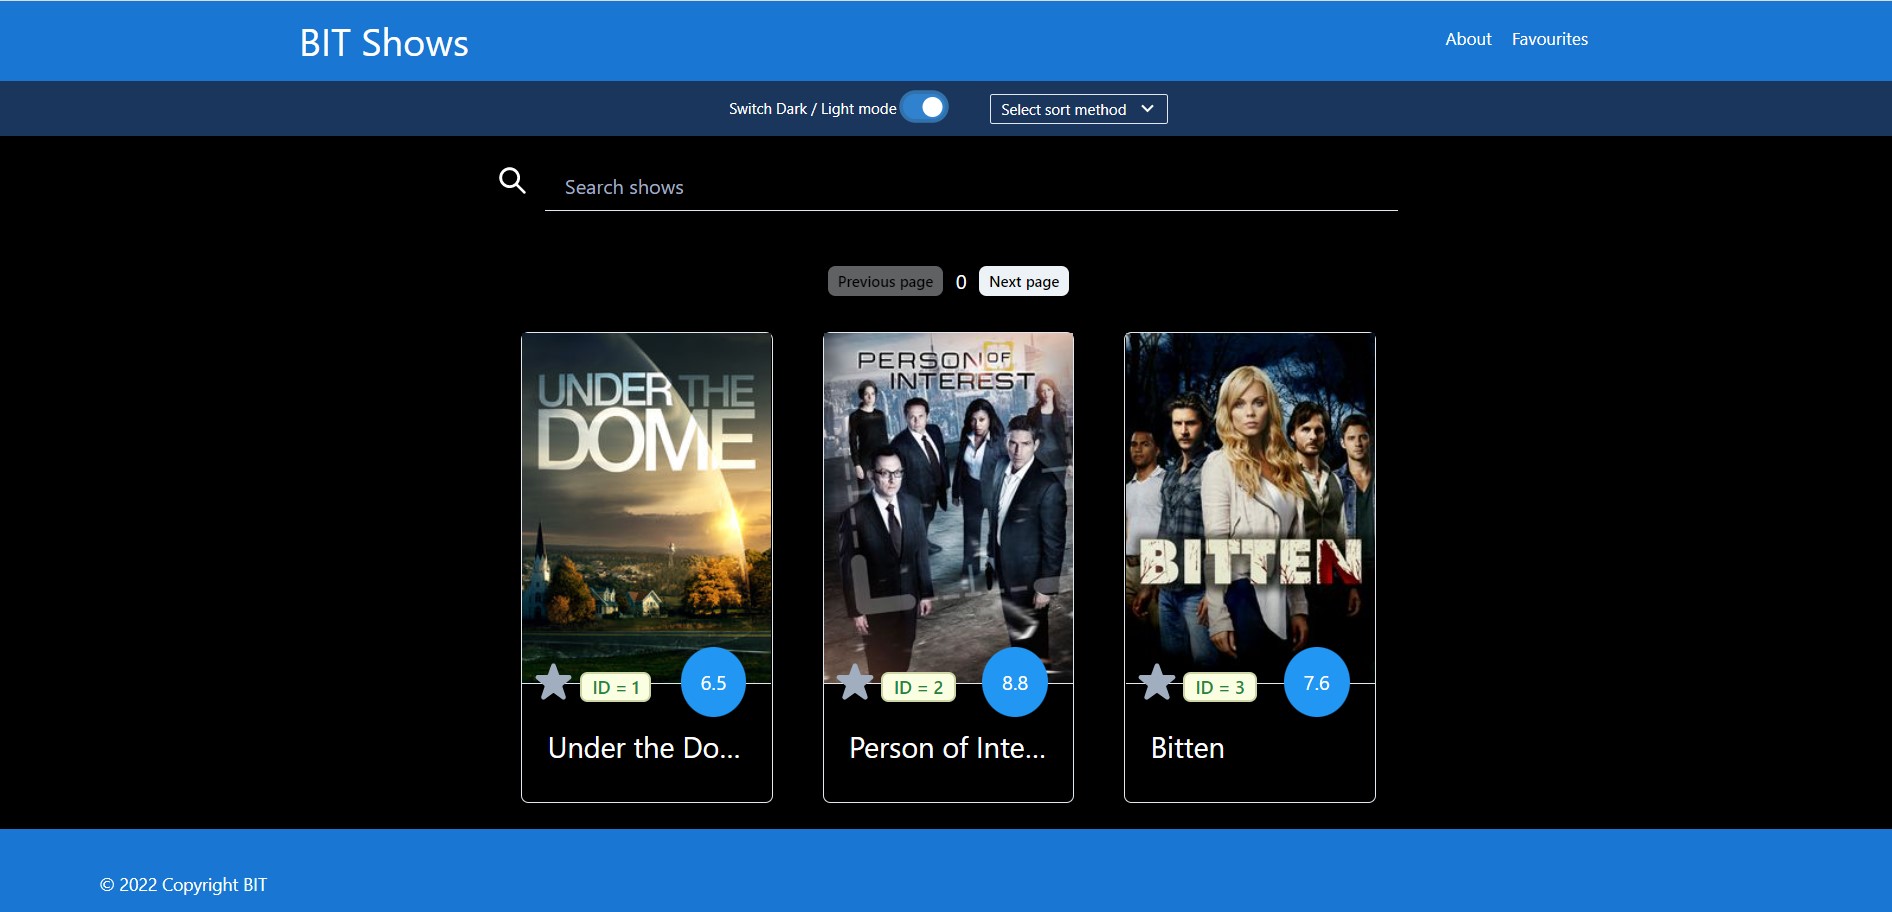 BIT Shows
About Favourites
Switch Dark / Light mode
Select sort method
Search shows
Previous page 0 Next page
UNDER THE
DOME
PERSON OF
INTEREST
BITTEN
ID = 1 6.5
ID = 2 8.8
ID = 3 7.6
Under the Do...
Person of Inte...
Bitten
© 2022 Copyright BIT